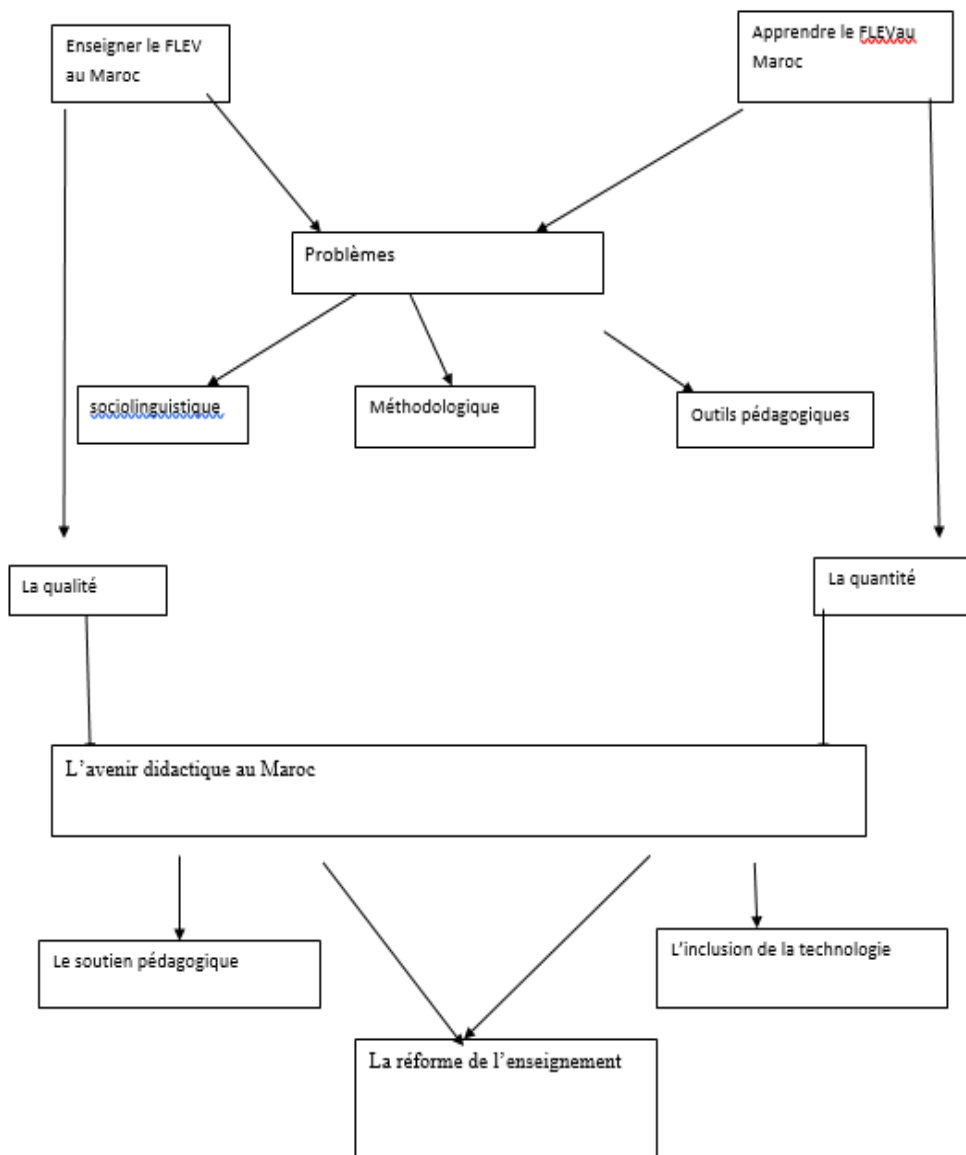 Enseigner le FLEV
au Maroc
Apprendre le FLEVau
Maroc
Problèmes
sociolinguistique
Méthodologique
Outils pédagogiques
La qualité
La quantité
L’avenir didactique au Maroc
Le soutien pédagogique
L’inclusion de la technologie
La réforme de l’enseignement